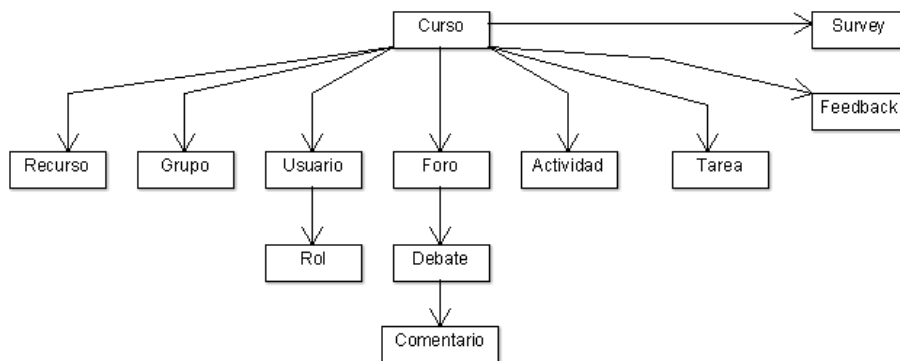 Curso
Survey
Feedback
Recurso
Grupo
Usuario
Foro
Actividad
Tarea
Rol
Debate
Comentario